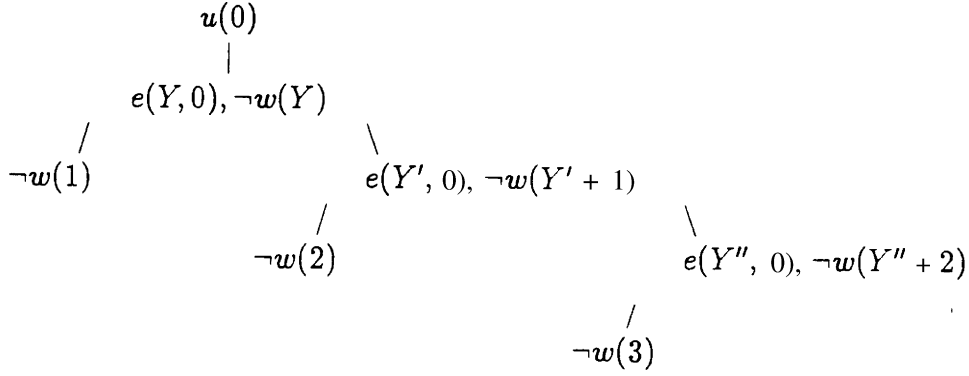 u(0)
e(Y, 0), ¬w(Y)
¬w(1)
e(Y′, 0), ¬w(Y′ + 1)
¬w(2)
e(Y″, 0), ¬w(Y″ + 2)
¬w(3)